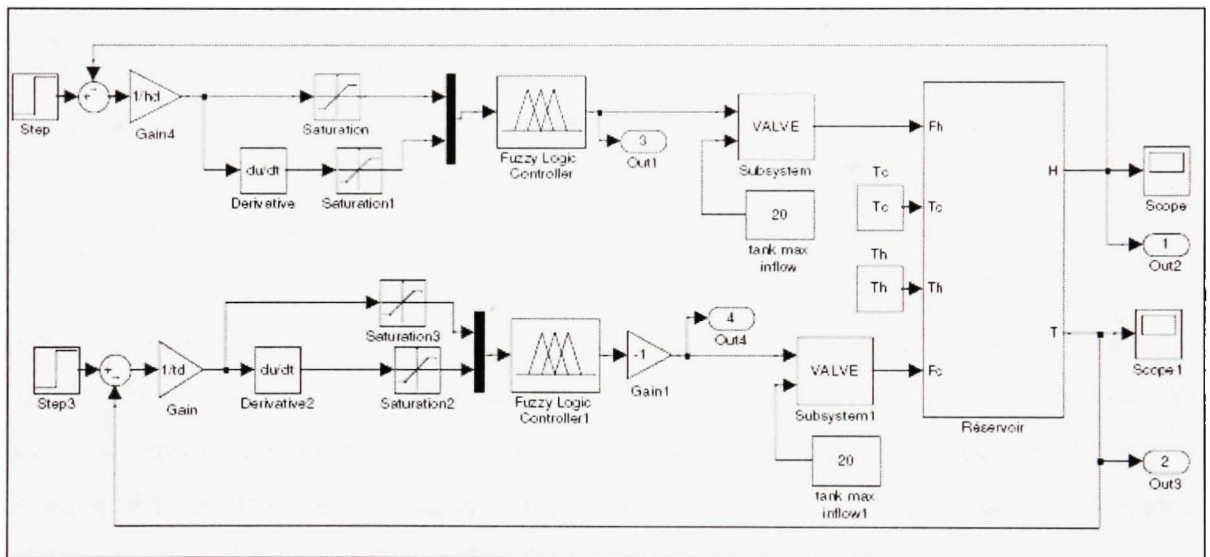 Step
1/hd
Gain4
Saturation
du/dt
Derivative
Saturation1
Fuzzy Logic
Controller
3
Out1
VALVE
Subsystem
20
tank max
inflow
Tc
Tc
Th
Th
Fh
Tc
Th
Fc
H
T
Réservoir
Scope
1
Out2
Scope1
2
Out3
Step3
1/td
Gain
du/dt
Derivative2
Saturation3
Saturation2
Fuzzy Logic
Controller1
-1
Gain1
4
Out4
VALVE
Subsystem1
20
tank max
inflow1